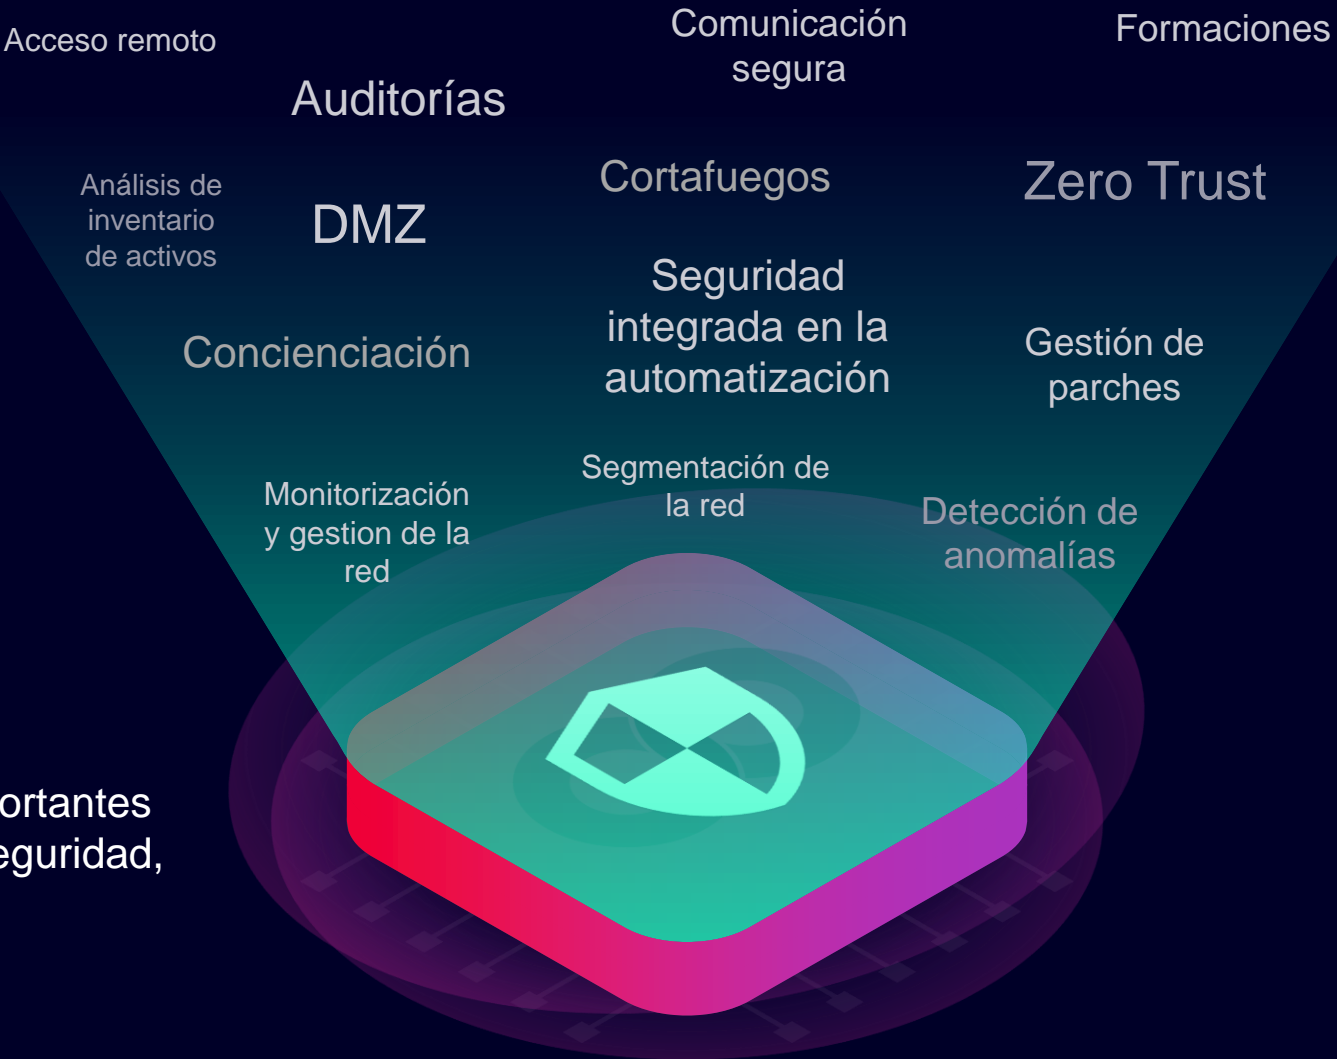 Acceso remoto
Comunicación
segura
Formaciones
Auditorías
Análisis de
inventario
de activos
DMZ
Cortafuegos
Zero Trust
Seguridad
integrada en la
automatización
Concienciación
Gestión de
parches
Monitorización
y gestion de la
red
Segmentación de
la red
Detección de
anomalías
ortantes
eguridad,